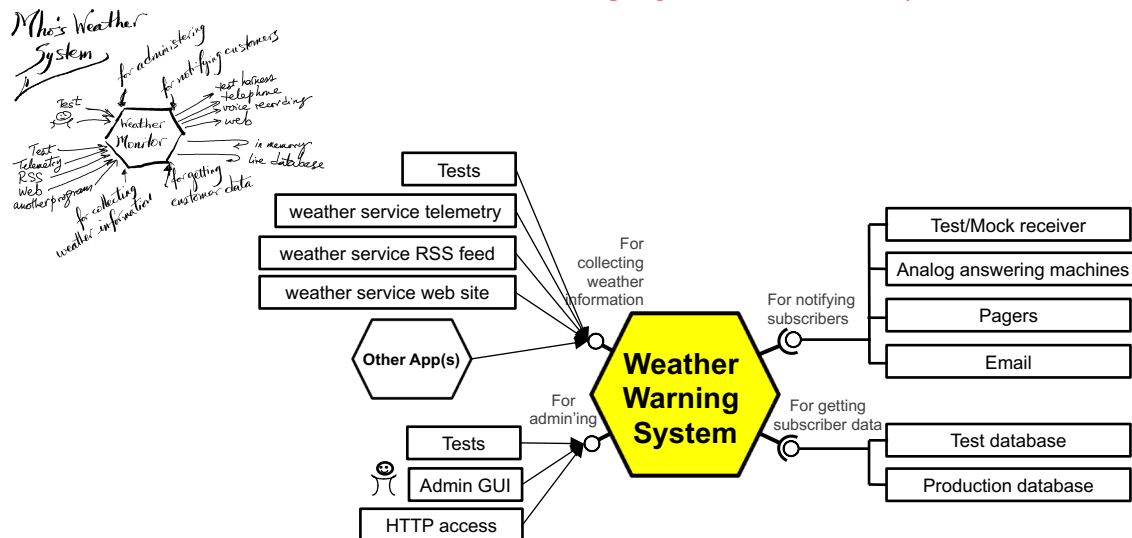 Mho's Weather
System
for administering
for notifying customers
Test
Weather
Monitor
test harness
telephone
voice recording
web
in memory
live database
Test
Telemetry
RSS
web
another program
for collecting
weather information
for getting
customer data
Tests
weather service telemetry
weather service RSS feed
weather service web site
Other App(s)
For
collecting
weather
information
For
admin'ing
Tests
Admin GUI
HTTP access
Weather
Warning
System
For notifying
subscribers
For getting
subscriber data
Test/Mock receiver
Analog answering machines
Pagers
Email
Test database
Production database